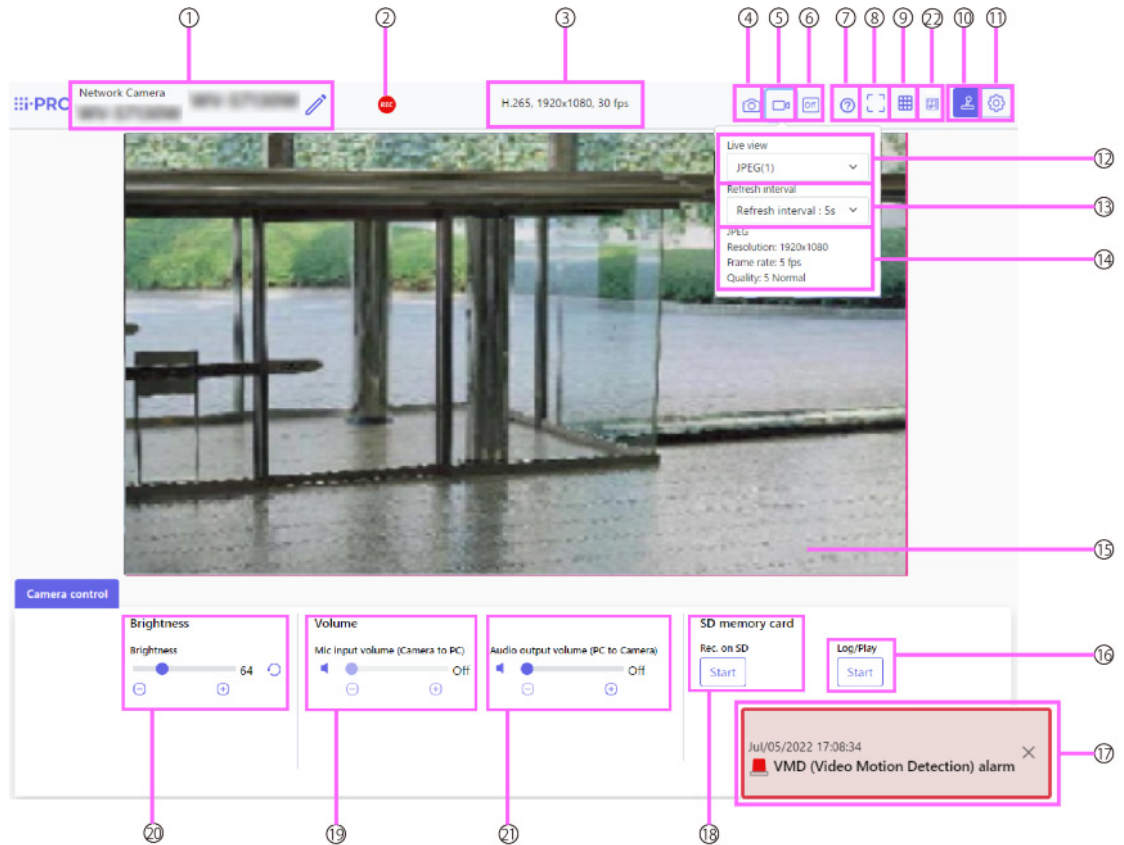 ① ② ③ ④ ⑤ ⑥ ⑦ ⑧ ⑨ ㉒ ⑩ ⑪
i-PRO
Network Camera
REC
H.265, 1920x1080, 30 fps
Off
Live view
JPEG(1)
⑫
Refresh interval
Refresh interval : 5s
⑬
JPEG
Resolution: 1920x1080
Frame rate: 5 fps
Quality: 5 Normal
⑭
⑮
Camera control
Brightness
Brightness
64
Volume
Mic input volume (Camera to PC)
Off
Audio output volume (PC to Camera)
Off
SD memory card
Rec. on SD
Start
Log/Play
Start
⑯
Jul/05/2022 17:08:34
VMD (Video Motion Detection) alarm
⑰
⑳ ⑲ ㉑ ⑱